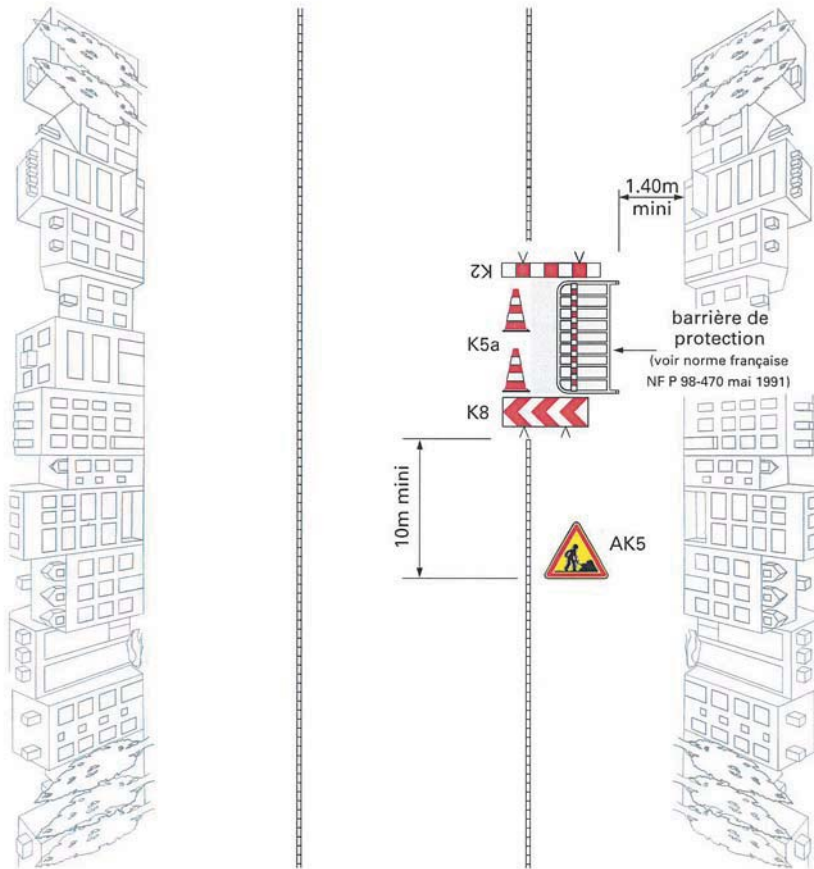 1.40m
mini
K2
barrière de
protection
(voir norme française
NF P 98-470 mai 1991)
K5a
K8
10m mini
AK5